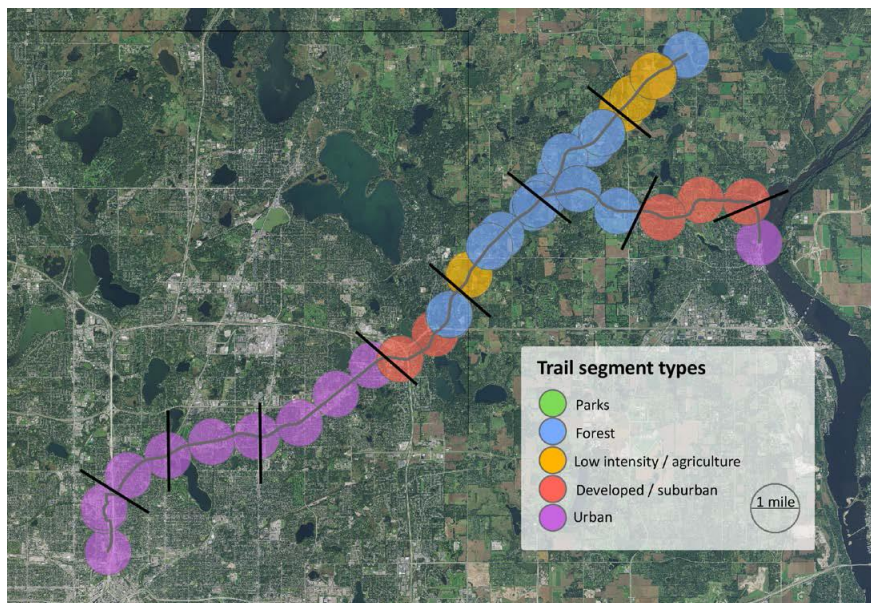 Trail segment types
Parks
Forest
Low intensity / agriculture
Developed / suburban
Urban
1 mile